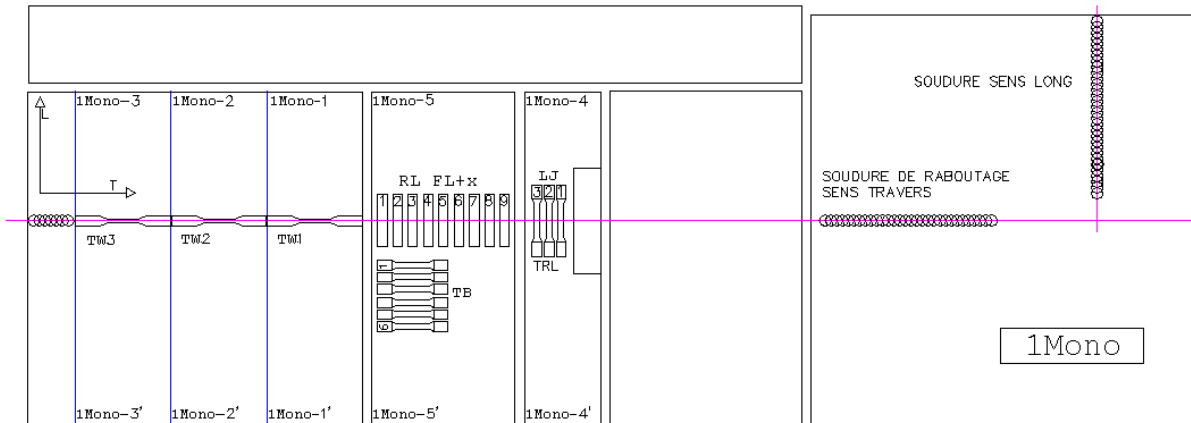 1Mono-3 1Mono-2 1Mono-1 1Mono-5 1Mono-4
SOUDURE SENS LONG
L
LJ
SOUDURE DE RABOUTAGE
SENS TRAVERS
T
RL FL+x
3 2 1
1 2 3 4 5 6 7 8 9
TW3 TW2 TW1
TRL
1
TB
6
1Mono
1Mono-3' 1Mono-2' 1Mono-1' 1Mono-5' 1Mono-4'